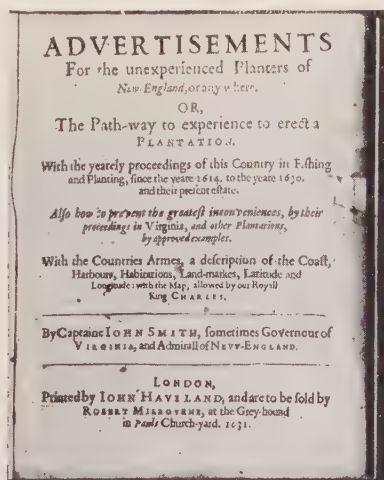 ADVERTISEMENTS
For the unexperienced Planters of
New-England, or any where.
OR,
The Path-way to experience to erect a
PLANTATION.
With the yearely proceedings of this Country in Fishing
and Planting, since the yeare 1614. to the yeare 1630.
and their present estate.
Also how to prevent the greatest inconveniences, by their
proceedings in Virginia, and other Plantations,
by approved examples.
With the Countries Armes, a description of the Coast,
Harbours, Habitations, Land-markes, Latitude and
Longitude: with the Map, allowed by our Royall
King CHARLES.
By Captaine IOHN SMITH, sometimes Governour of
VIRGINIA, and Admirall of NEVV-ENGLAND.
LONDON,
Printed by IOHN HAVILAND, and are to be sold by
ROBERT MILBOVRNE, at the Grey-hound
in Pauls Church-yard. 1631.